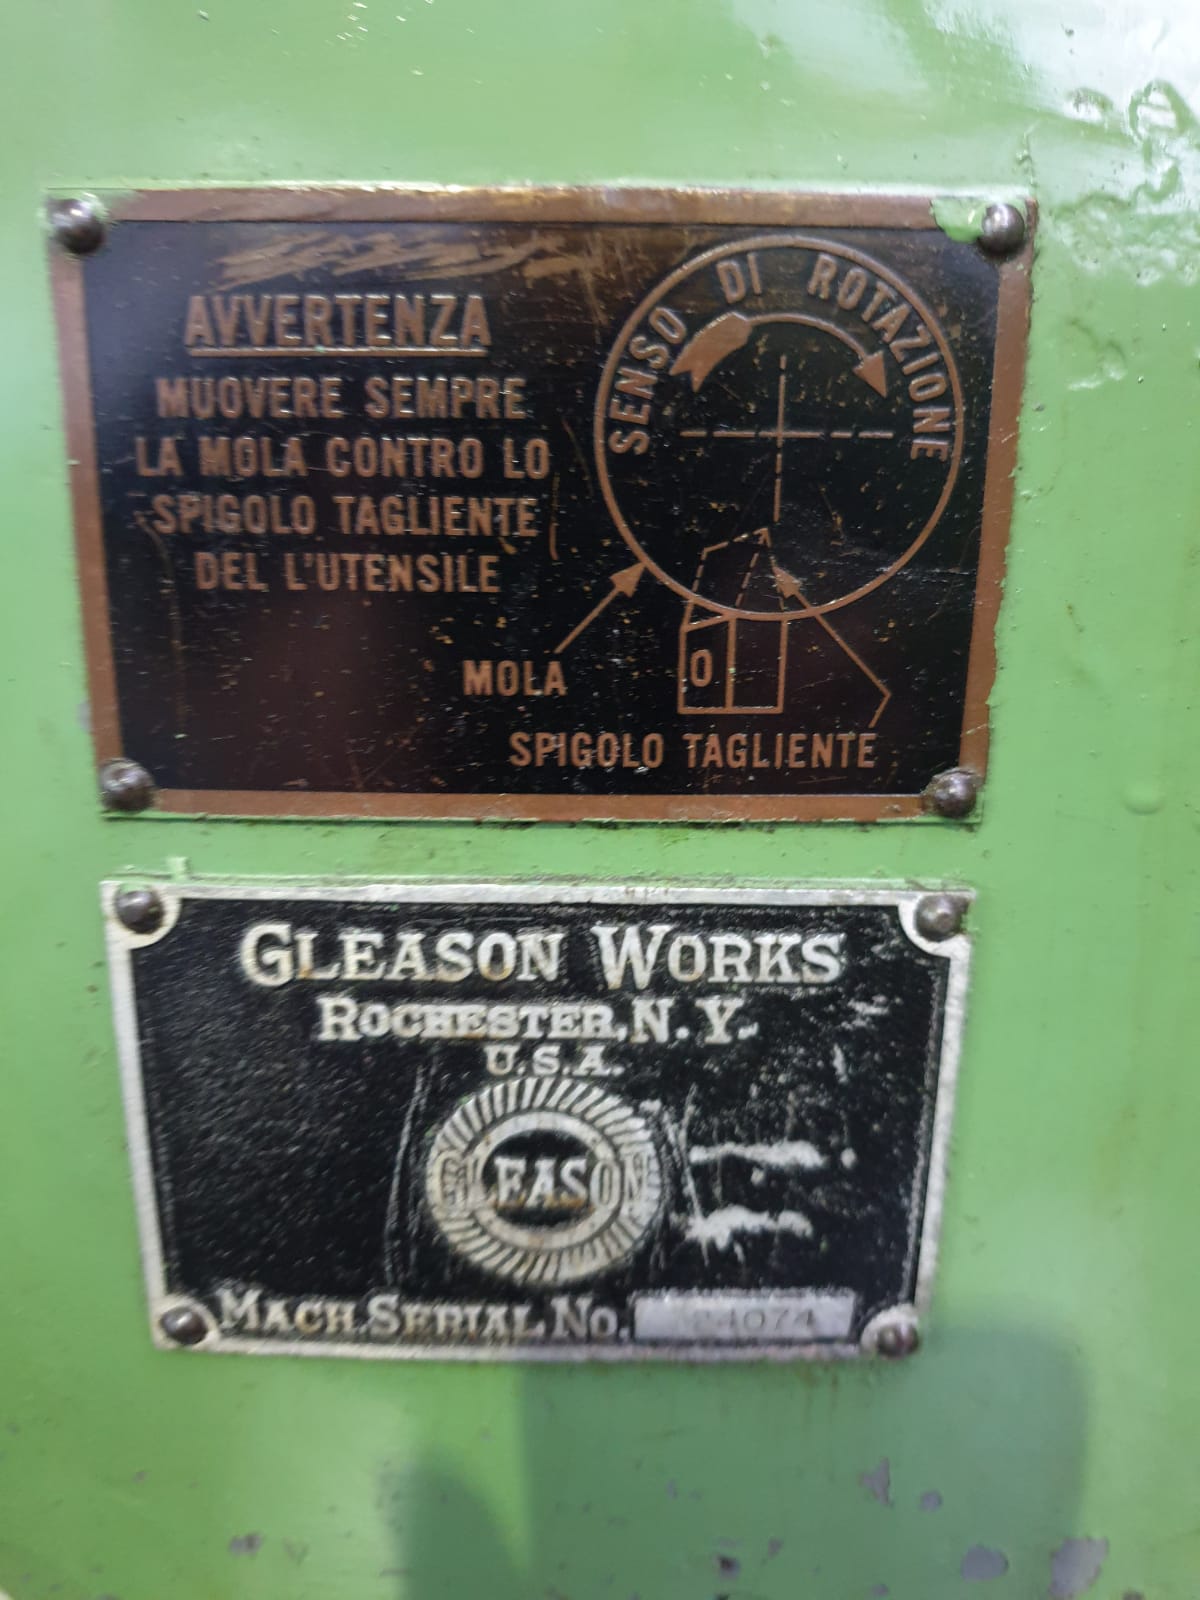 AVVERTENZA
MUOVERE SEMPRE
LA MOLA CONTRO LO
SPIGOLO TAGLIENTE
DEL L'UTENSILE
SENSO DI ROTAZIONE
O
MOLA
SPIGOLO TAGLIENTE
GLEASON WORKS
ROCHESTER, N. Y.
U.S.A.
GLEASON
MACH. SERIAL NO. 24074